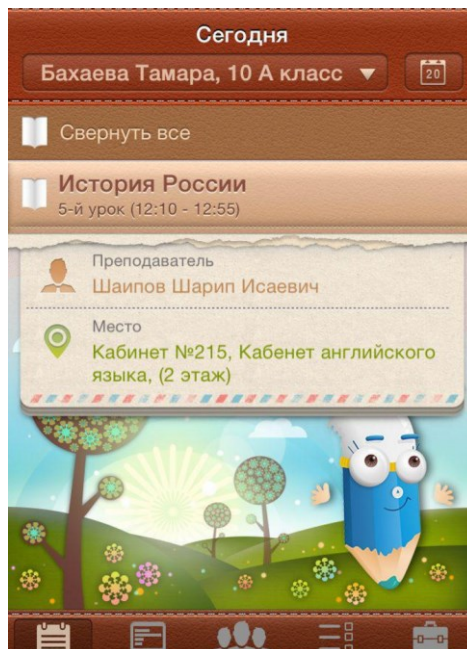 Сегодня
Бахаева Тамара, 10 А класс
20
Свернуть все
История России
5-й урок (12:10 - 12:55)
Преподаватель
Шаипов Шарип Исаевич
Место
Кабинет №215, Кабенет английского
языка, (2 этаж)